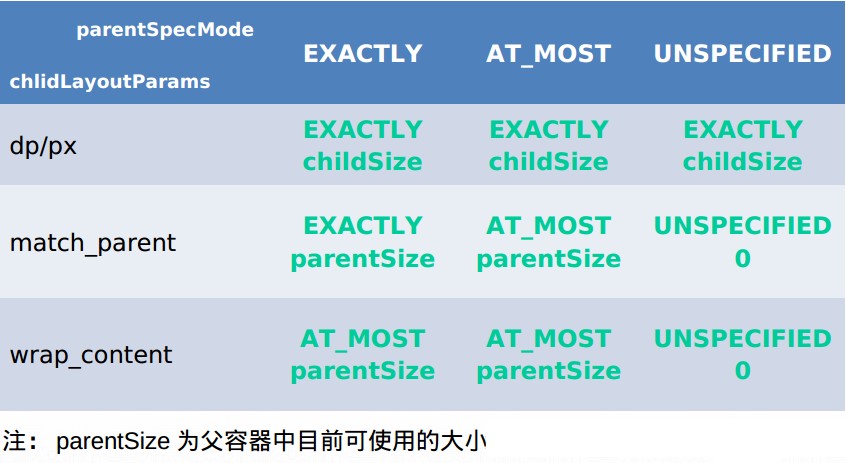 parentSpecMode
chlidLayoutParams
EXACTLY AT_MOST UNSPECIFIED
dp/px
EXACTLY EXACTLY EXACTLY
childSize childSize childSize
match_parent
EXACTLY AT_MOST UNSPECIFIED
parentSize parentSize 0
wrap_content
AT_MOST AT_MOST UNSPECIFIED
parentSize parentSize 0
注： parentSize 为父容器中目前可使用的大小